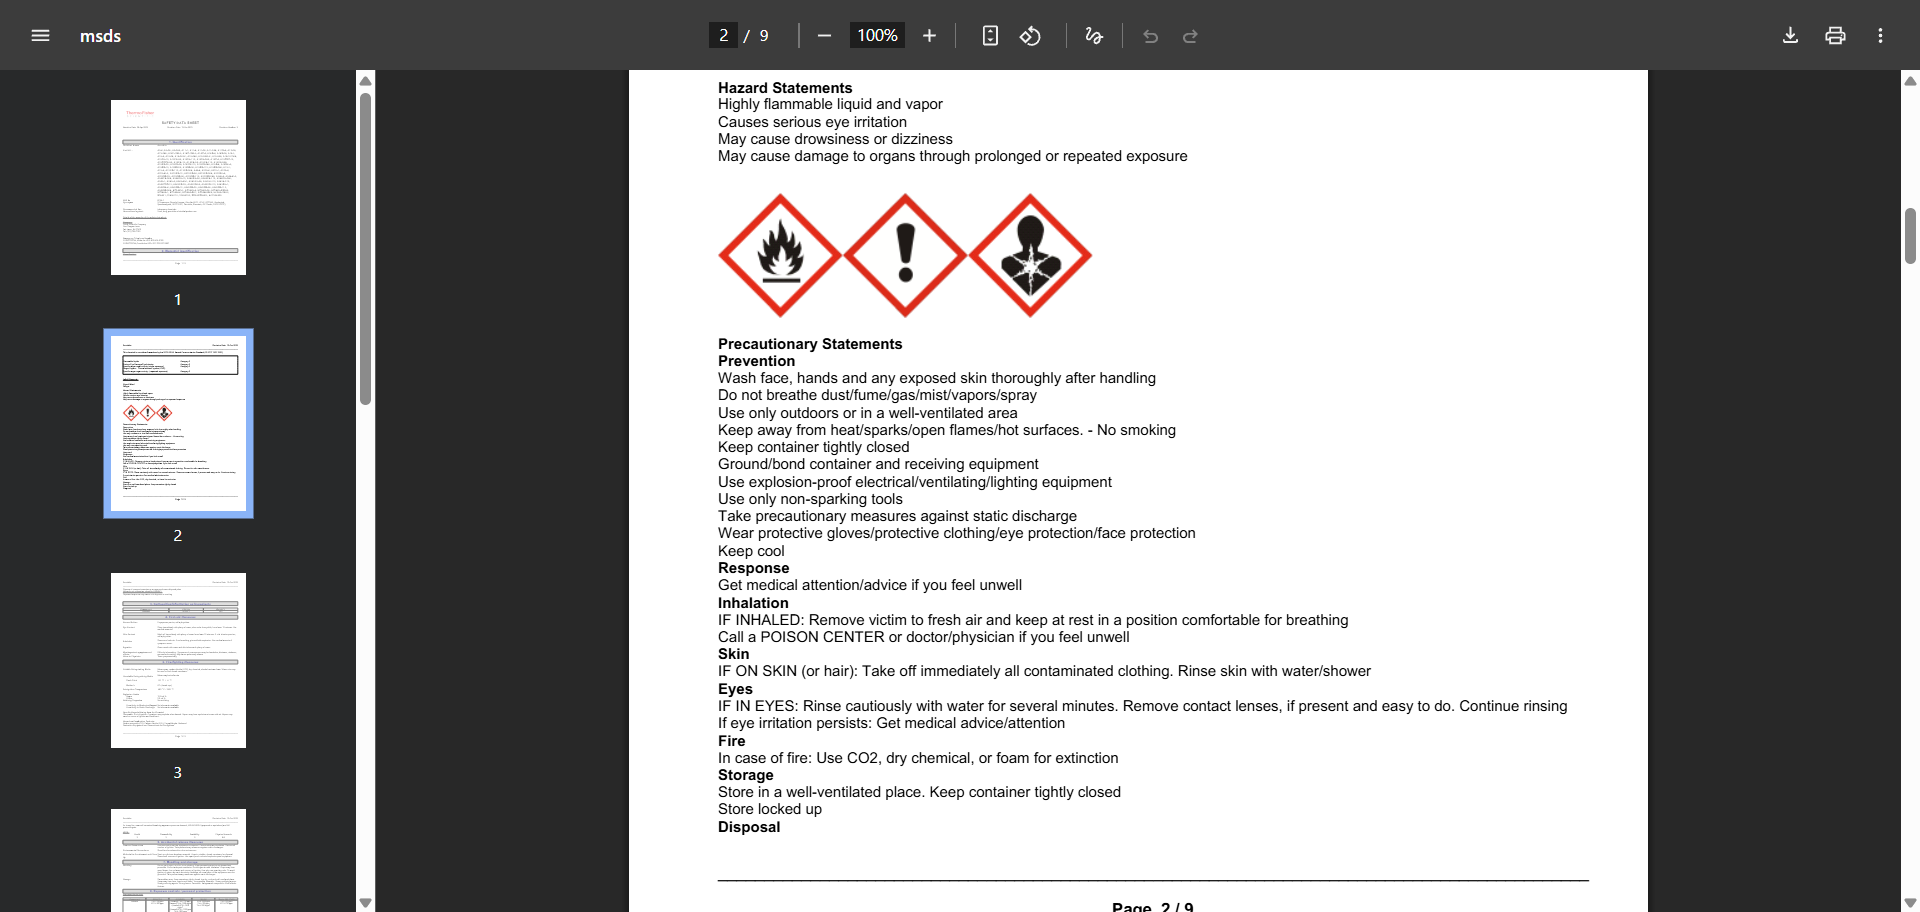 msds
2 / 9
100%
1
2
3
Hazard Statements
Highly flammable liquid and vapor
Causes serious eye irritation
May cause drowsiness or dizziness
May cause damage to organs through prolonged or repeated exposure
Precautionary Statements
Prevention
Wash face, hands and any exposed skin thoroughly after handling
Do not breathe dust/fume/gas/mist/vapors/spray
Use only outdoors or in a well-ventilated area
Keep away from heat/sparks/open flames/hot surfaces. - No smoking
Keep container tightly closed
Ground/bond container and receiving equipment
Use explosion-proof electrical/ventilating/lighting equipment
Use only non-sparking tools
Take precautionary measures against static discharge
Wear protective gloves/protective clothing/eye protection/face protection
Keep cool
Response
Get medical attention/advice if you feel unwell
Inhalation
IF INHALED: Remove victim to fresh air and keep at rest in a position comfortable for breathing
Call a POISON CENTER or doctor/physician if you feel unwell
Skin
IF ON SKIN (or hair): Take off immediately all contaminated clothing. Rinse skin with water/shower
Eyes
IF IN EYES: Rinse cautiously with water for several minutes. Remove contact lenses, if present and easy to do. Continue rinsing
If eye irritation persists: Get medical advice/attention
Fire
In case of fire: Use CO2, dry chemical, or foam for extinction
Storage
Store in a well-ventilated place. Keep container tightly closed
Store locked up
Disposal
Page 2 / 9